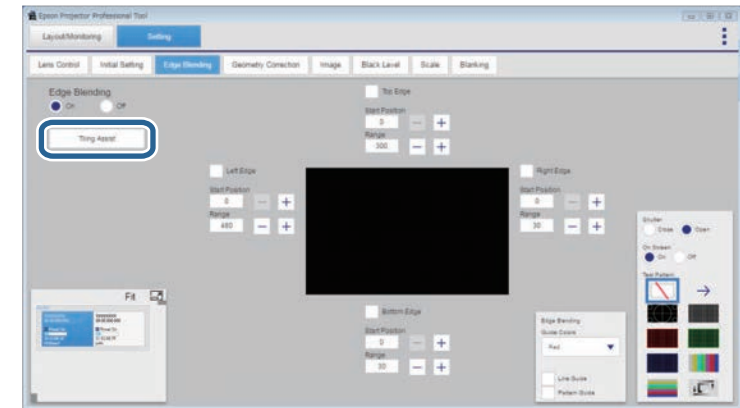 Epson Projector Professional Tool
Layout/Monitoring
Setting
Lens Control
Initial Setting
Edge Blending
Geometry Correction
Image
Black Level
Scale
Blanking
Edge Blending
On
Off
Tiling Assist
Top Edge
Start Position
0
Range
300
Left Edge
Start Position
0
Range
480
Right Edge
Start Position
0
Range
30
Bottom Edge
Start Position
0
Range
30
Fit
Edge Blending
Guide Colors
Red
Line Guide
Pattern Guide
Shutter
Close
Open
On Screen
On
Off
Test Pattern